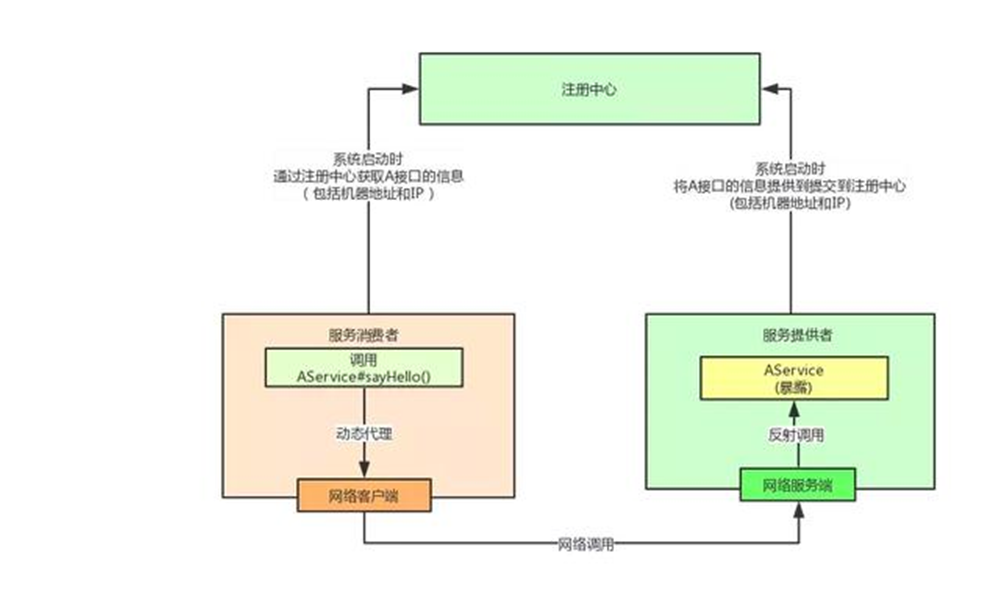 注册中心
系统启动时
通过注册中心获取A接口的信息
（包括机器地址和IP）
系统启动时
将A接口的信息提供到提交到注册中心
(包括机器地址和IP)
服务消费者
调用
AService#sayHello()
动态代理
网络客户端
服务提供者
AService
(暴露)
反射调用
网络服务端
网络调用